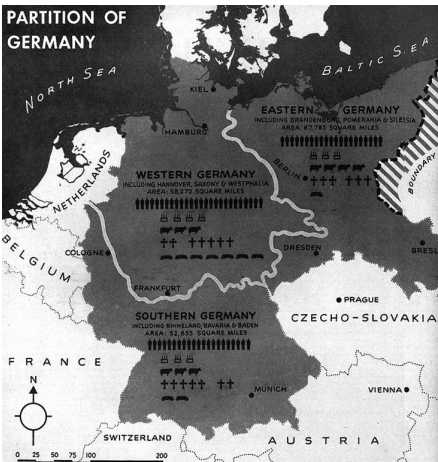 PARTITION OF
GERMANY
NORTH SEA
BALTIC SEA
KIEL
HAMBURG
EASTERN GERMANY
INCLUDING BRANDENBURG, POMERANIA & SILESIA
AREA: 67,783 SQUARE MILES
BERLIN
BOUNDARY
NETHERLANDS
WESTERN GERMANY
INCLUDING HANNOVER, SAXONY & WESTPHALIA
AREA: 58,272 SQUARE MILES
BELGIUM
COLOGNE
DRESDEN
BRESL
FRANKFURT
PRAGUE
CZECHO-SLOVAKIA
SOUTHERN GERMANY
INCLUDING RHINELAND, BAVARIA & BADEN
AREA: 52,855 SQUARE MILES
FRANCE
N
MUNICH
VIENNA
SWITZERLAND
AUSTRIA
0 25 50 75 100 200